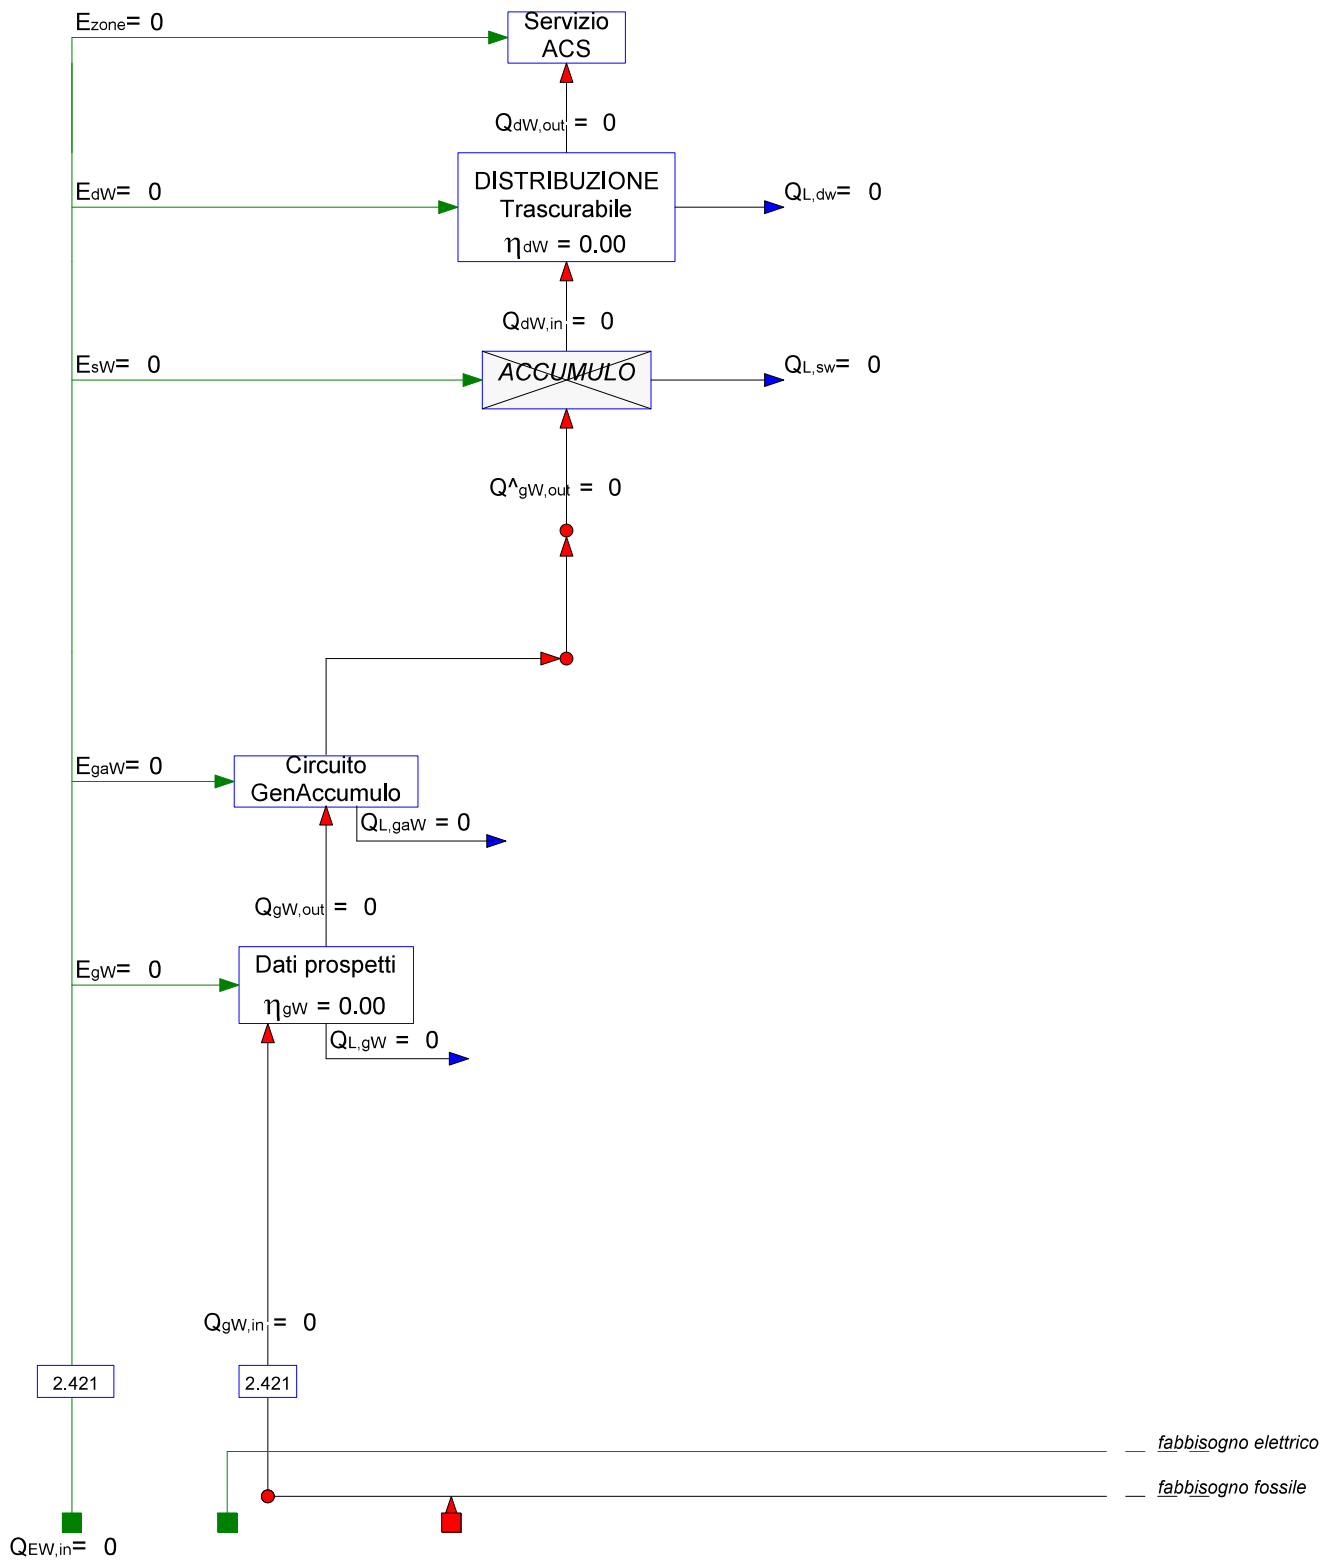 Ezone= 0
Servizio
ACS
QdW,out = 0
EdW= 0
DISTRIBUZIONE
Trascurabile
ηdW = 0.00
QL,dw= 0
QdW,in = 0
EsW= 0
ACCUMULO
QL,sw= 0
Q^gW,out = 0
EgaW= 0
Circuito
GenAccumulo
QL,gaW = 0
QgW,out = 0
EgW= 0
Dati prospetti
ηgW = 0.00
QL,gW = 0
QgW,in = 0
2.421
2.421
fabbisogno elettrico
fabbisogno fossile
QEW,in= 0